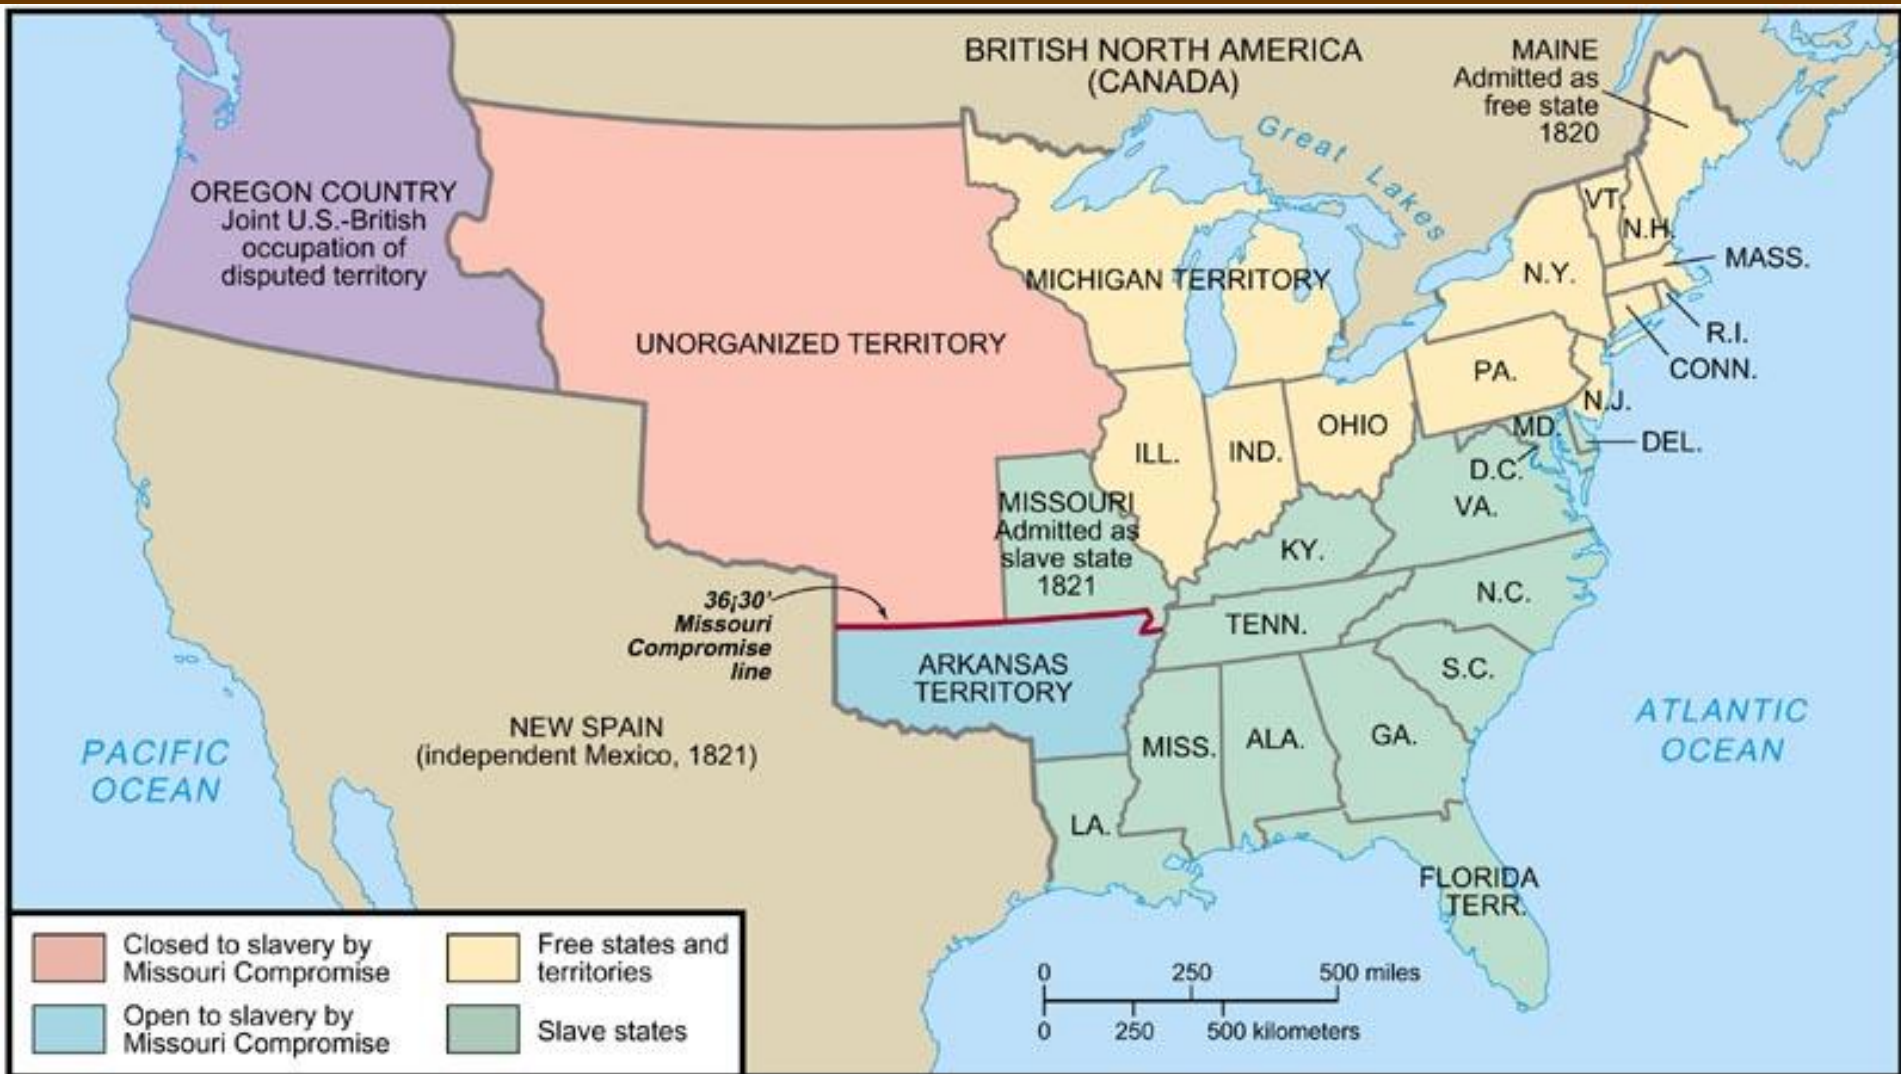 BRITISH NORTH AMERICA
(CANADA)
MAINE
Admitted as
free state
1820
Great Lakes
OREGON COUNTRY
Joint U.S.-British
occupation of
disputed territory
VT.
N.H.
MASS.
N.Y.
MICHIGAN TERRITORY
R.I.
CONN.
UNORGANIZED TERRITORY
PA.
N.J.
OHIO
MD.
DEL.
ILL.
IND.
D.C.
VA.
MISSOURI
Admitted as
slave state
1821
KY.
N.C.
36¡30'
Missouri
Compromise
line
TENN.
ARKANSAS
TERRITORY
S.C.
NEW SPAIN
(independent Mexico, 1821)
MISS.
ALA.
GA.
PACIFIC
OCEAN
ATLANTIC
OCEAN
LA.
FLORIDA
TERR.
Closed to slavery by
Missouri Compromise
Free states and
territories
Open to slavery by
Missouri Compromise
Slave states
0 250 500 miles
0 250 500 kilometers